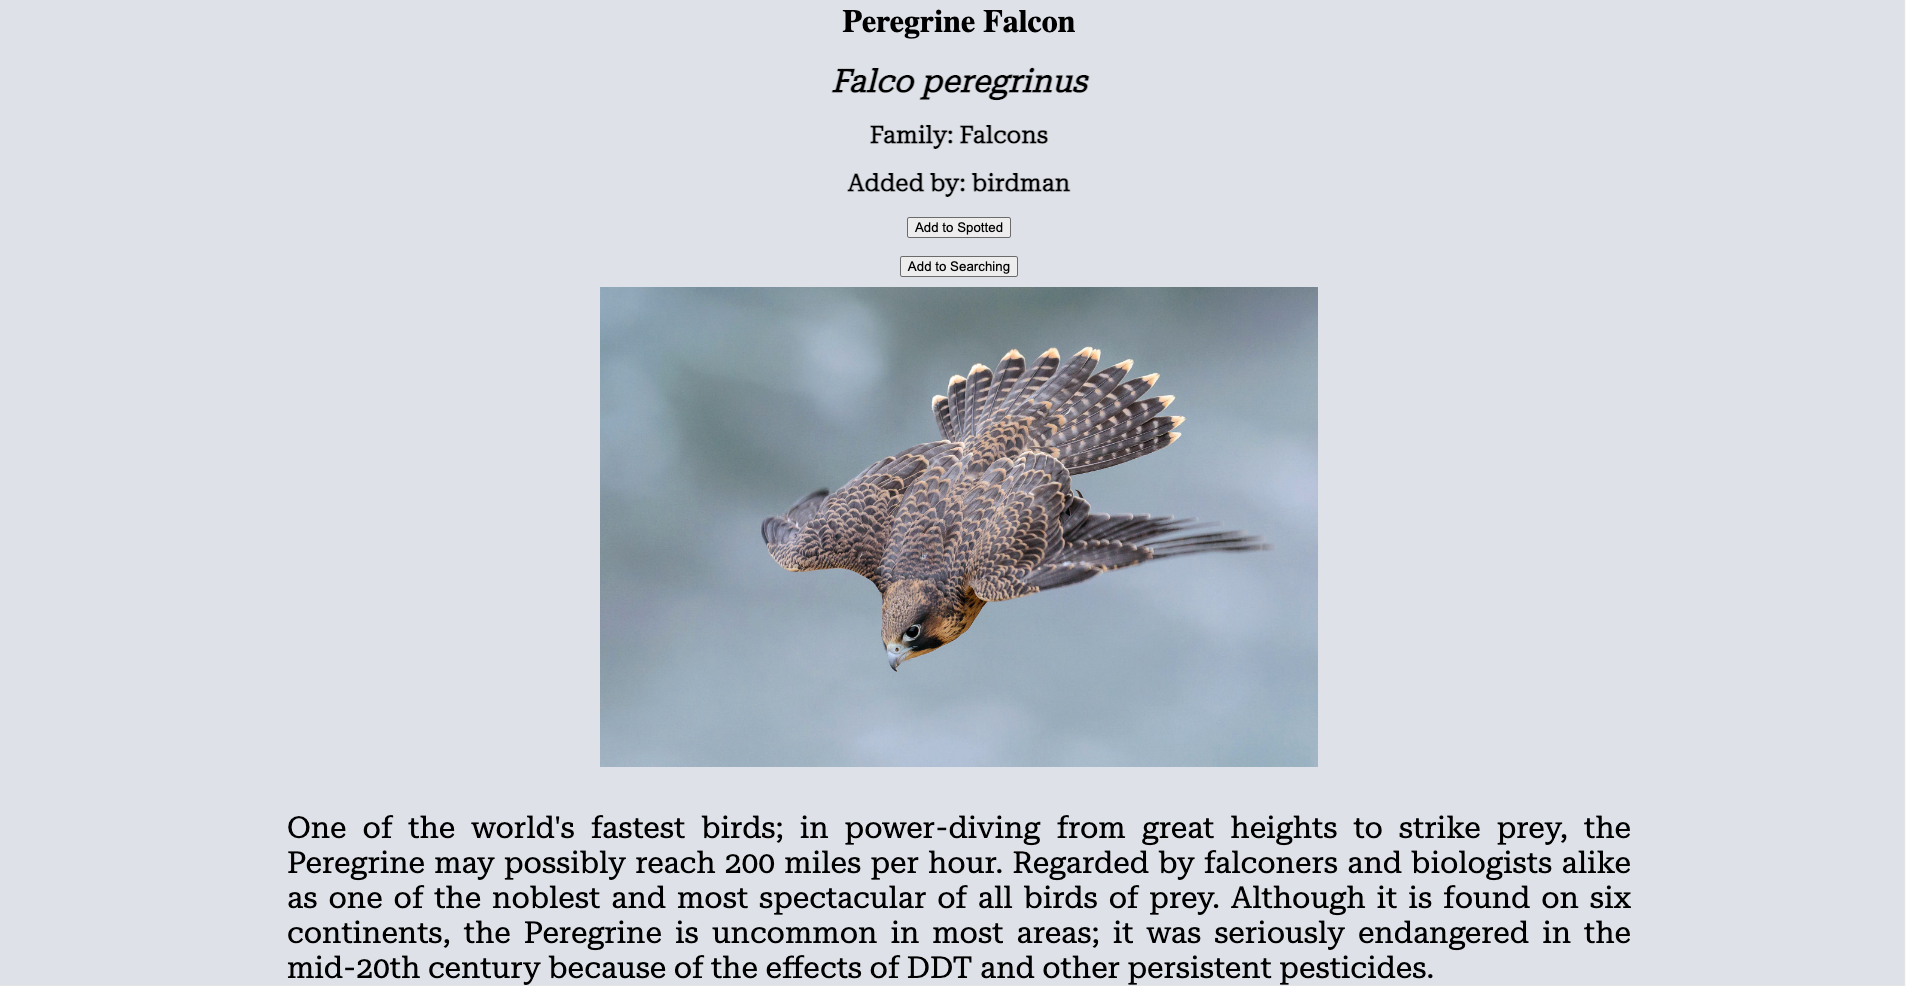 Peregrine Falcon
Falco peregrinus
Family: Falcons
Added by: birdman
Add to Spotted
Add to Searching
One of the world's fastest birds; in power-diving from great heights to strike prey, the
Peregrine may possibly reach 200 miles per hour. Regarded by falconers and biologists alike
as one of the noblest and most spectacular of all birds of prey. Although it is found on six
continents, the Peregrine is uncommon in most areas; it was seriously endangered in the
mid-20th century because of the effects of DDT and other persistent pesticides.